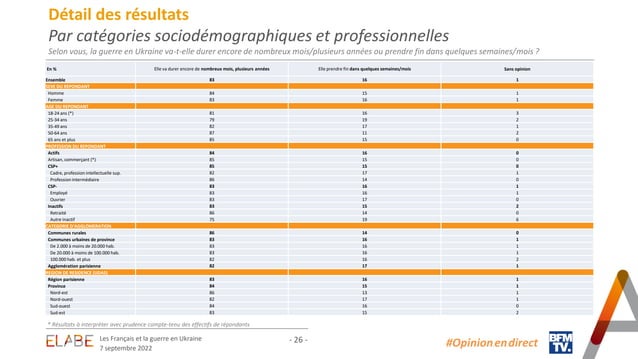 Détail des résultats
Par catégories sociodémographiques et professionnelles
Selon vous, la guerre en Ukraine va-t-elle durer encore de nombreux mois/plusieurs années ou prendre fin dans quelques semaines/mois ?
En % Elle va durer encore de nombreux mois, plusieurs années Elle prendre fin dans quelques semaines/mois Sans opinion
Ensemble 83 16 1
SEXE DU REPONDANT
Homme 84 15 1
Femme 83 16 1
AGE DU REPONDANT
18-24 ans (*) 81 16 3
25-34 ans 79 19 2
35-49 ans 82 17 1
50-64 ans 87 11 2
65 ans et plus 85 15 0
PROFESSION DU REPONDANT
Actifs 84 16 0
Artisan, commerçant (*) 85 15 0
CSP+ 85 15 0
Cadre, profession intellectuelle sup. 82 17 1
Profession intermédiaire 86 14 0
CSP- 83 16 1
Employé 83 16 1
Ouvrier 83 17 0
Inactifs 83 15 2
Retraité 86 14 0
Autre inactif 75 19 6
CATEGORIE D'AGGLOMERATION
Communes rurales 86 14 0
Communes urbaines de province 83 16 1
De 2.000 à moins de 20.000 hab. 83 16 1
De 20.000 à moins de 100.000 hab. 83 16 1
100.000 hab. et plus 82 16 2
Agglomération parisienne 82 17 1
REGION DE RESIDENCE (UDA5)
Région parisienne 83 16 1
Province 84 15 1
Nord-est 86 13 1
Nord-ouest 82 17 1
Sud-ouest 84 16 0
Sud-est 83 15 2
* Résultats à interpréter avec prudence compte-tenu des effectifs de répondants
ELABE
Les Français et la guerre en Ukraine
7 septembre 2022
- 26 -
#Opinion en direct
BFM
TV.